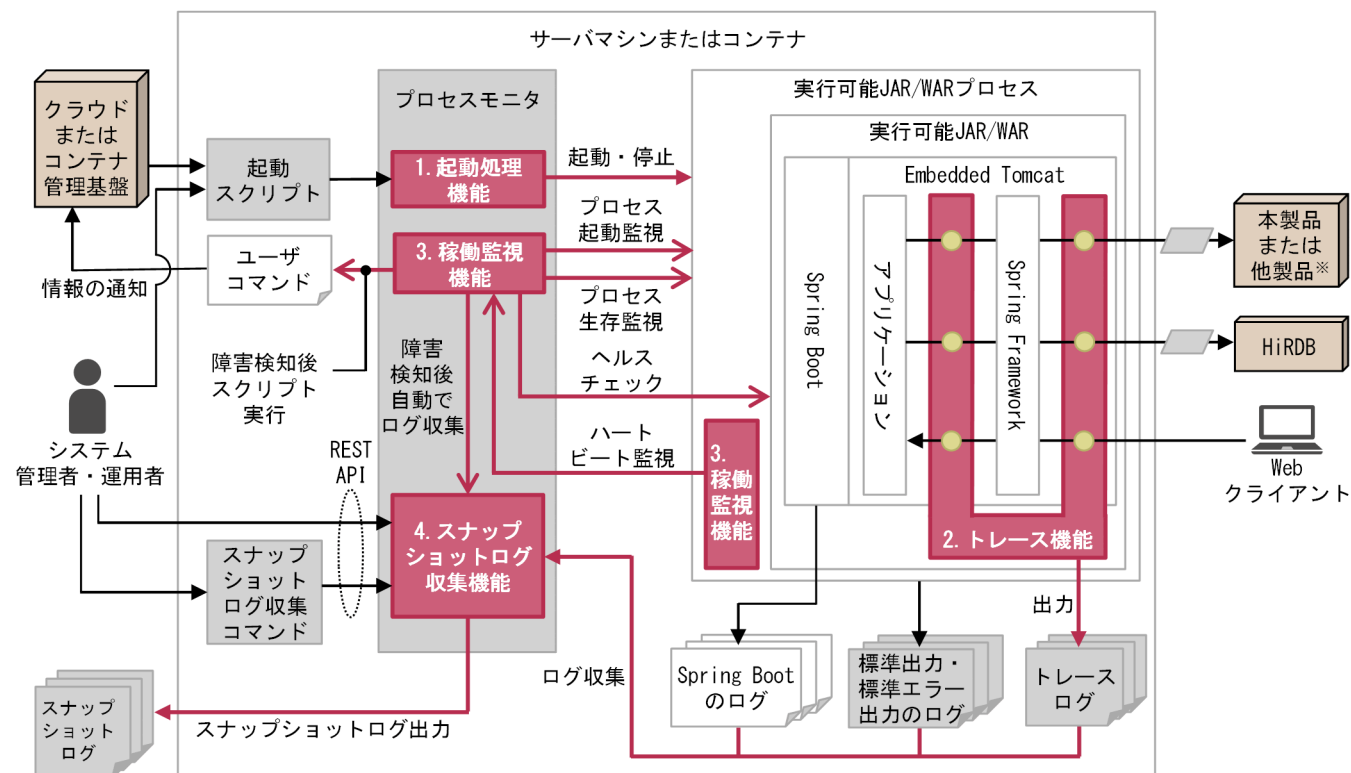 サーバマシンまたはコンテナ
クラウド
または
コンテナ
管理基盤
起動
スクリプト
プロセスモニタ
1. 起動処理
機能
起動・停止
実行可能JAR/WARプロセス
実行可能JAR/WAR
Embedded Tomcat
Spring Boot
アプリケーション
Spring Framework
本製品
または
他製品※
HiRDB
Web
クライアント
ユーザ
コマンド
情報の通知
3. 稼働監視
機能
プロセス
起動監視
プロセス
生存監視
障害検知後
スクリプト
実行
障害
検知後
自動で
ログ収集
ヘルス
チェック
ハート
ビート監視
3.
稼働
監視
機能
2. トレース機能
システム
管理者・運用者
REST
API
4. スナップ
ショットログ
収集機能
スナップ
ショット
ログ収集
コマンド
出力
ログ収集
Spring Boot
のログ
標準出力・
標準エラー
出力のログ
トレース
ログ
スナップ
ショット
ログ
スナップショットログ出力